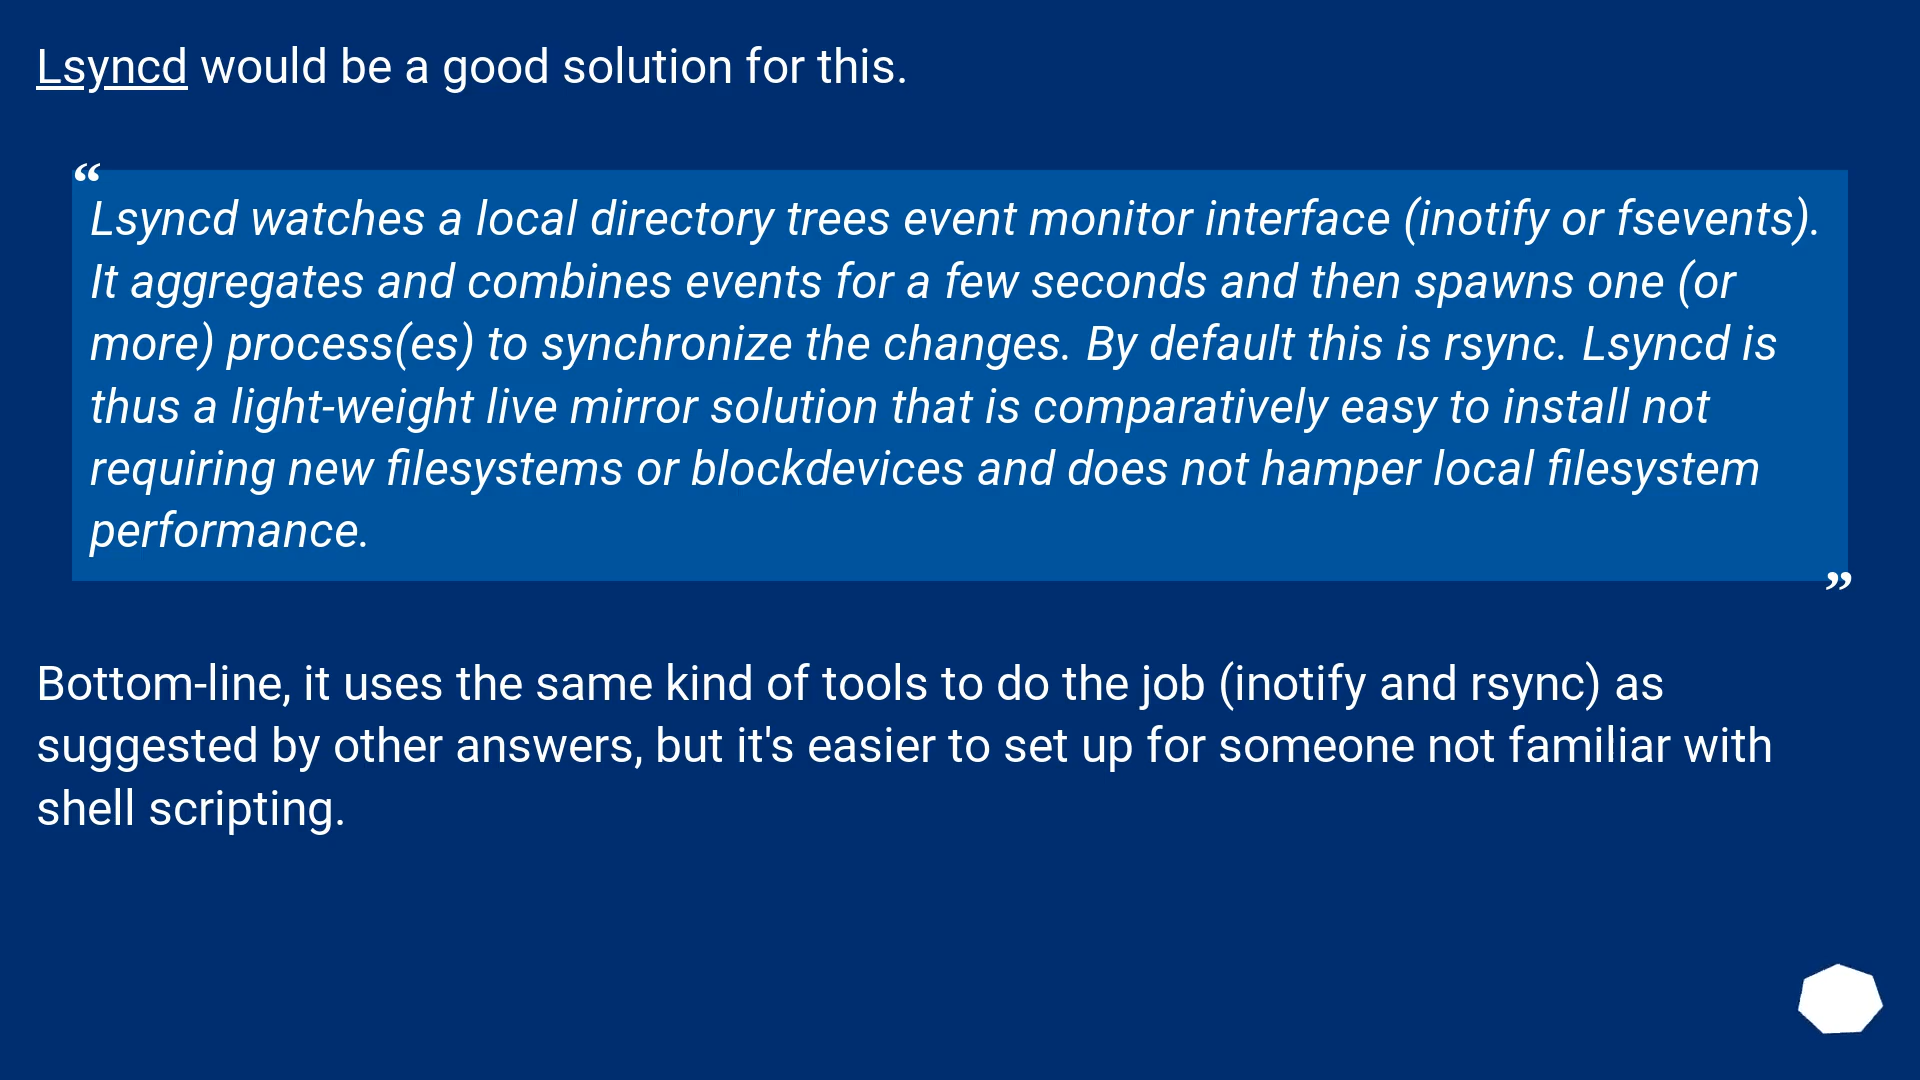 Lsyncd would be a good solution for this.
“
Lsyncd watches a local directory trees event monitor interface (inotify or fsevents).
It aggregates and combines events for a few seconds and then spawns one (or
more) process(es) to synchronize the changes. By default this is rsync. Lsyncd is
thus a light-weight live mirror solution that is comparatively easy to install not
requiring new filesystems or blockdevices and does not hamper local filesystem
performance.
”
Bottom-line, it uses the same kind of tools to do the job (inotify and rsync) as
suggested by other answers, but it's easier to set up for someone not familiar with
shell scripting.